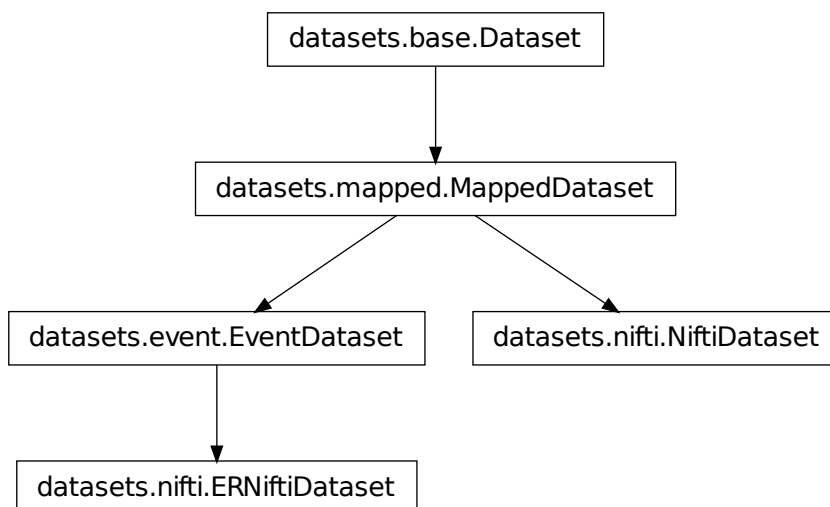 datasets.base.Dataset
datasets.mapped.MappedDataset
datasets.event.EventDataset
datasets.nifti.NiftiDataset
datasets.nifti.ERNiftiDataset